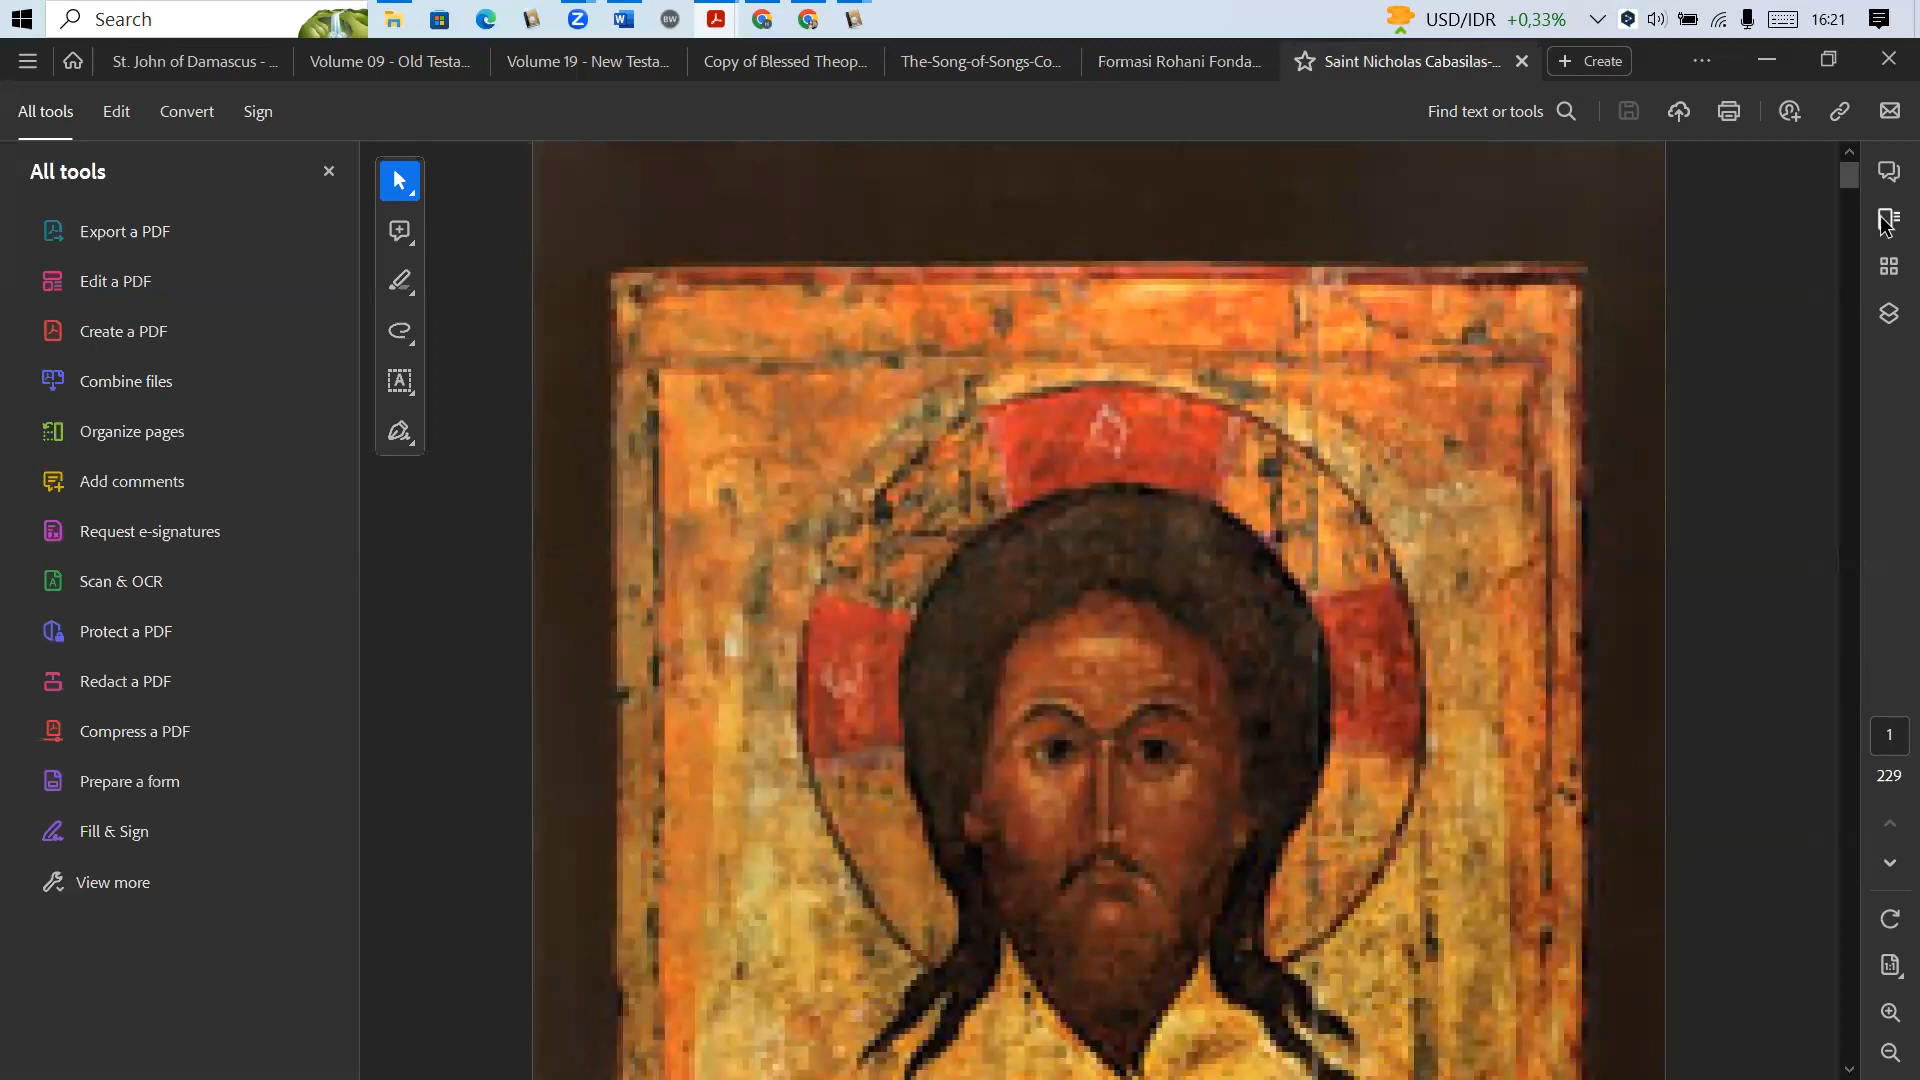 Search
USD/IDR +0,33%
16:21
BW
St. John of Damascus - ...
Volume 09 - Old Testa...
Volume 19 - New Testa...
Copy of Blessed Theop...
The-Song-of-Songs-Co...
Formasi Rohani Fonda...
Saint Nicholas Cabasilas-...
Create
All tools
Edit
Convert
Sign
Find text or tools
All tools
Export a PDF
Edit a PDF
Create a PDF
Combine files
Organize pages
Add comments
Request e-signatures
Scan & OCR
Protect a PDF
Redact a PDF
Compress a PDF
Prepare a form
Fill & Sign
View more
1
229